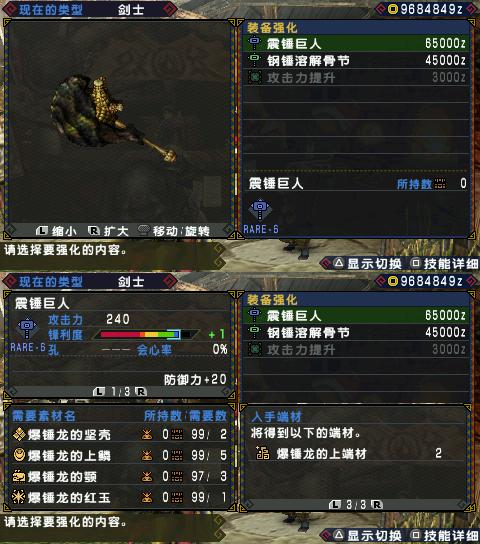 现在的类型 剑士
9684849z
装备强化
震锤巨人 65000z
钢锤溶解骨节 45000z
攻击力提升 3000z
震锤巨人 所持数 0
RARE-6
L 缩小 R 扩大 移动/旋转
请选择要强化的内容。
△显示切换 □技能详细
现在的类型 剑士
9684849z
震锤巨人
攻击力 240
锋利度 +1
RARE-6 孔 ——— 会心率 0%
防御力+20
L 1/3 R
装备强化
震锤巨人 65000z
钢锤溶解骨节 45000z
攻击力提升 3000z
需要素材名 所持数/需要数
爆锤龙的坚壳 0 99/ 2
爆锤龙的上鳞 0 99/ 5
爆锤龙的颚 0 97/ 3
爆锤龙的红玉 0 99/ 1
入手端材
将得到以下的端材。
爆锤龙的上端材 2
L 3/3 R
请选择要强化的内容。
△显示切换 □技能详细